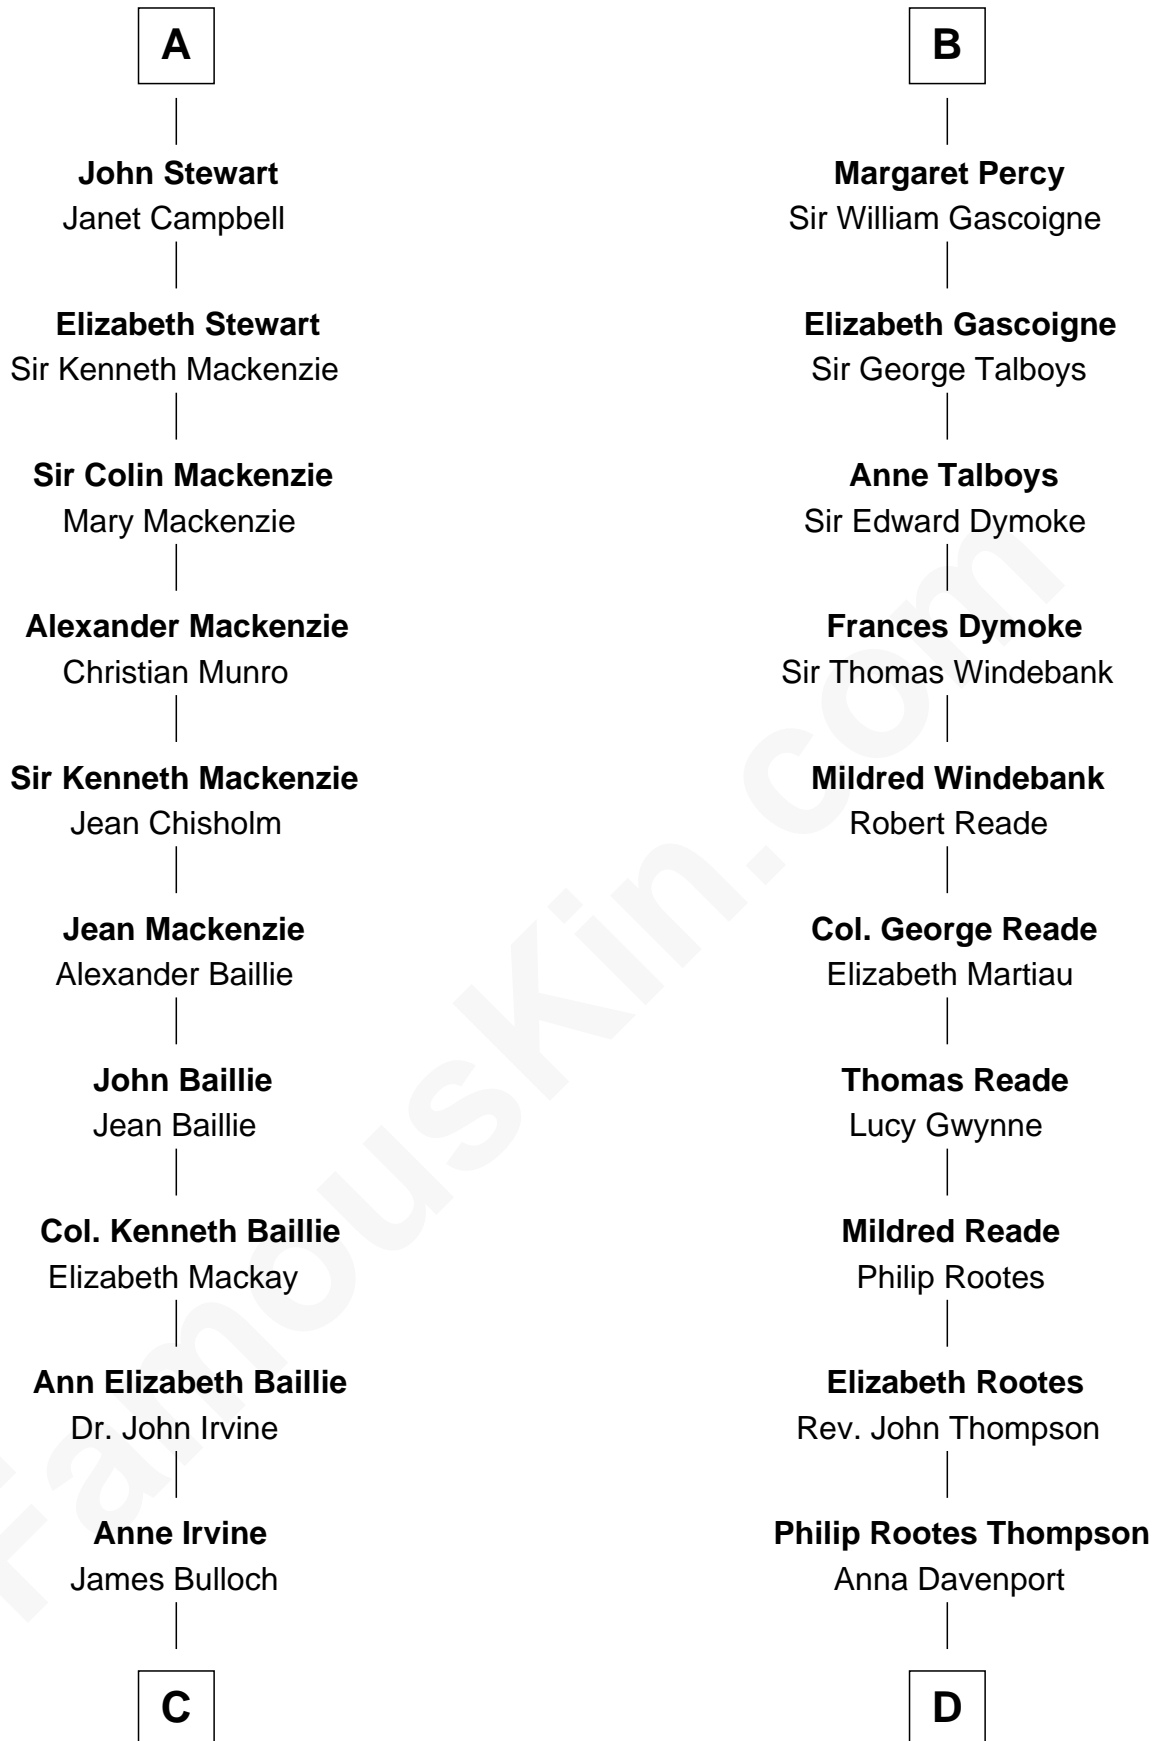 A
John Stewart
Janet Campbell
Elizabeth Stewart
Sir Kenneth Mackenzie
Sir Colin Mackenzie
Mary Mackenzie
Alexander Mackenzie
Christian Munro
Sir Kenneth Mackenzie
Jean Chisholm
Jean Mackenzie
Alexander Baillie
John Baillie
Jean Baillie
Col. Kenneth Baillie
Elizabeth Mackay
Ann Elizabeth Baillie
Dr. John Irvine
Anne Irvine
James Bulloch
C
B
Margaret Percy
Sir William Gascoigne
Elizabeth Gascoigne
Sir George Talboys
Anne Talboys
Sir Edward Dymoke
Frances Dymoke
Sir Thomas Windebank
Mildred Windebank
Robert Reade
Col. George Reade
Elizabeth Martiau
Thomas Reade
Lucy Gwynne
Mildred Reade
Philip Rootes
Elizabeth Rootes
Rev. John Thompson
Philip Rootes Thompson
Anna Davenport
D
FamousKin.com